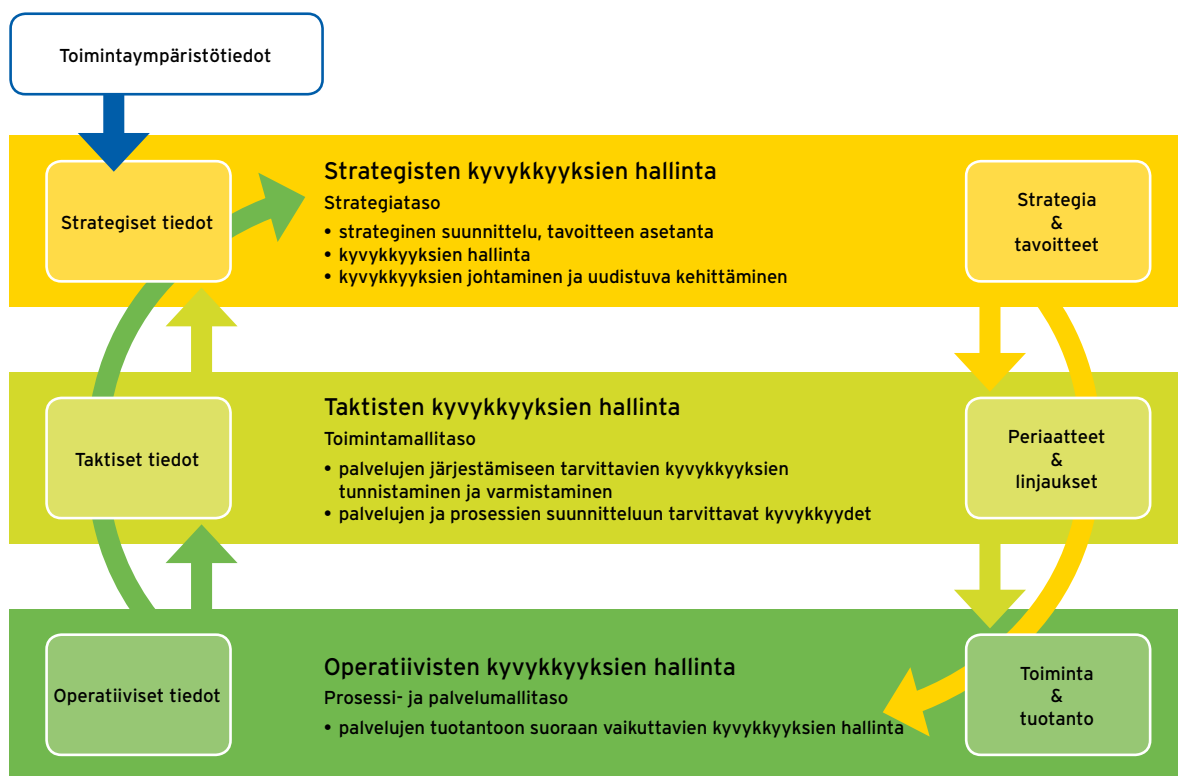 Toimintaympäristötiedot
Strategiset tiedot
Strategisten kyvykkyyksien hallinta
Strategiataso
• strateginen suunnittelu, tavoitteen asetanta
• kyvykkyyksien hallinta
• kyvykkyyksien johtaminen ja uudistuva kehittäminen
Strategia
&
tavoitteet
Taktiset tiedot
Taktisten kyvykkyyksien hallinta
Toimintamallitaso
• palvelujen järjestämiseen tarvittavien kyvykkyyksien
tunnistaminen ja varmistaminen
• palvelujen ja prosessien suunnitteluun tarvittavat kyvykkyydet
Periaatteet
&
linjaukset
Operatiiviset tiedot
Operatiivisten kyvykkyyksien hallinta
Prosessi- ja palvelumallitaso
• palvelujen tuotantoon suoraan vaikuttavien kyvykkyyksien hallinta
Toiminta
&
tuotanto